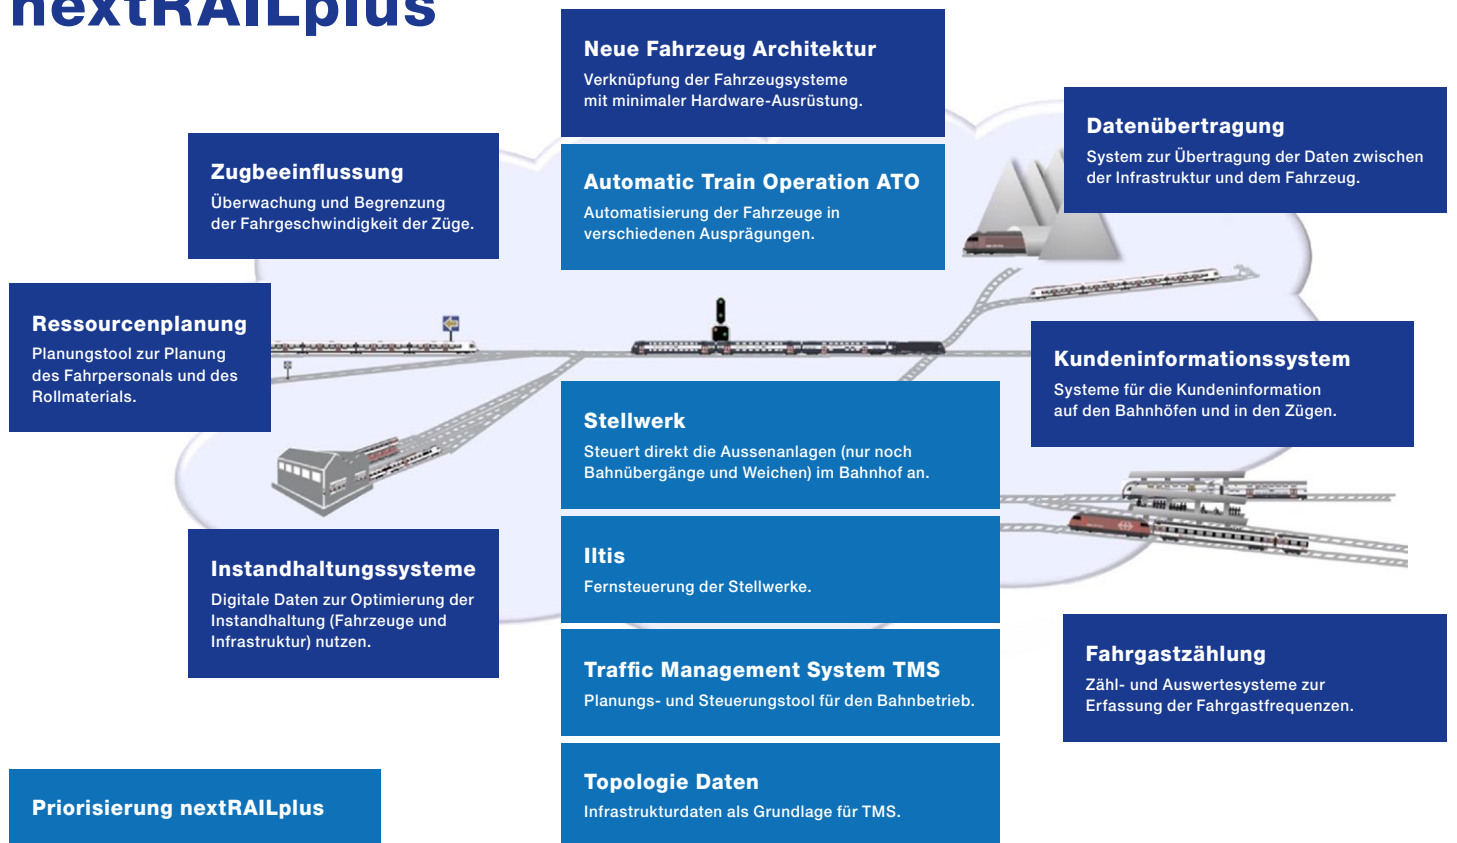 nextRAILplus
Neue Fahrzeug Architektur
Verknüpfung der Fahrzeugsysteme
mit minimaler Hardware-Ausrüstung.
Datenübertragung
System zur Übertragung der Daten zwischen
der Infrastruktur und dem Fahrzeug.
Zugbeeinflussung
Überwachung und Begrenzung
der Fahrgeschwindigkeit der Züge.
Automatic Train Operation ATO
Automatisierung der Fahrzeuge in
verschiedenen Ausprägungen.
Ressourcenplanung
Planungstool zur Planung
des Fahrpersonals und des
Rollmaterials.
Kundeninformationssystem
Systeme für die Kundeninformation
auf den Bahnhöfen und in den Zügen.
Stellwerk
Steuert direkt die Aussenanlagen (nur noch
Bahnübergänge und Weichen) im Bahnhof an.
Iltis
Fernsteuerung der Stellwerke.
Instandhaltungssysteme
Digitale Daten zur Optimierung der
Instandhaltung (Fahrzeuge und
Infrastruktur) nutzen.
Traffic Management System TMS
Planungs- und Steuerungstool für den Bahnbetrieb.
Fahrgastzählung
Zähl- und Auswertesysteme zur
Erfassung der Fahrgastfrequenzen.
Topologie Daten
Infrastrukturdaten als Grundlage für TMS.
Priorisierung nextRAILplus